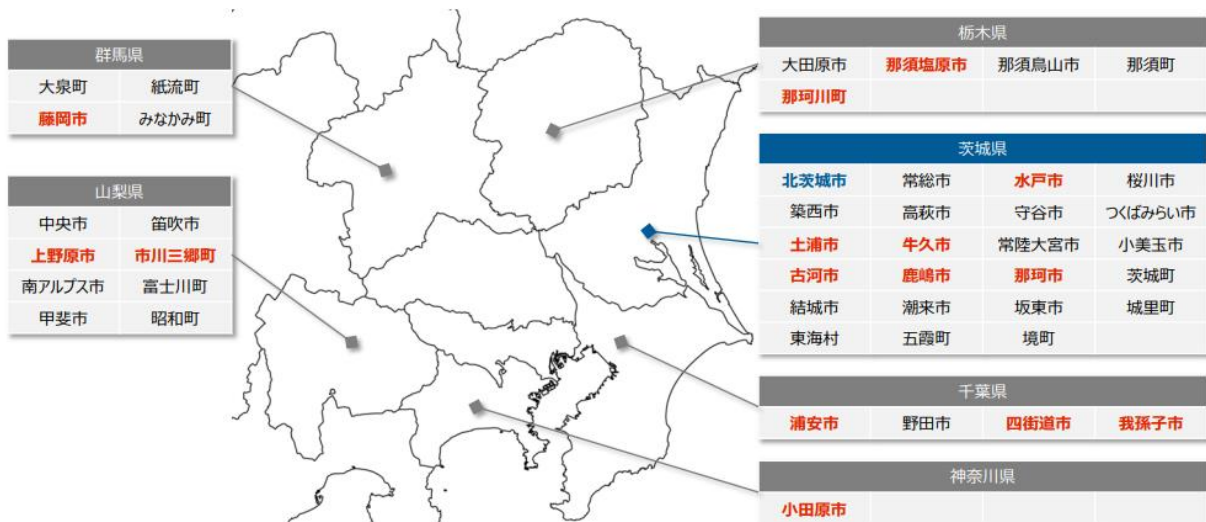 群馬県
大泉町 紙流町
藤岡市 みなかみ町
山梨県
中央市 笛吹市
上野原市 市川三郷町
南アルプス市 富士川町
甲斐市 昭和町
栃木県
大田原市 那須塩原市 那須烏山市 那須町
那珂川町
茨城県
北茨城市 常総市 水戸市 桜川市
築西市 高萩市 守谷市 つくばみらい市
土浦市 牛久市 常陸大宮市 小美玉市
古河市 鹿嶋市 那珂市 茨城町
結城市 潮来市 坂東市 城里町
東海村 五霞町 境町
千葉県
浦安市 野田市 四街道市 我孫子市
神奈川県
小田原市